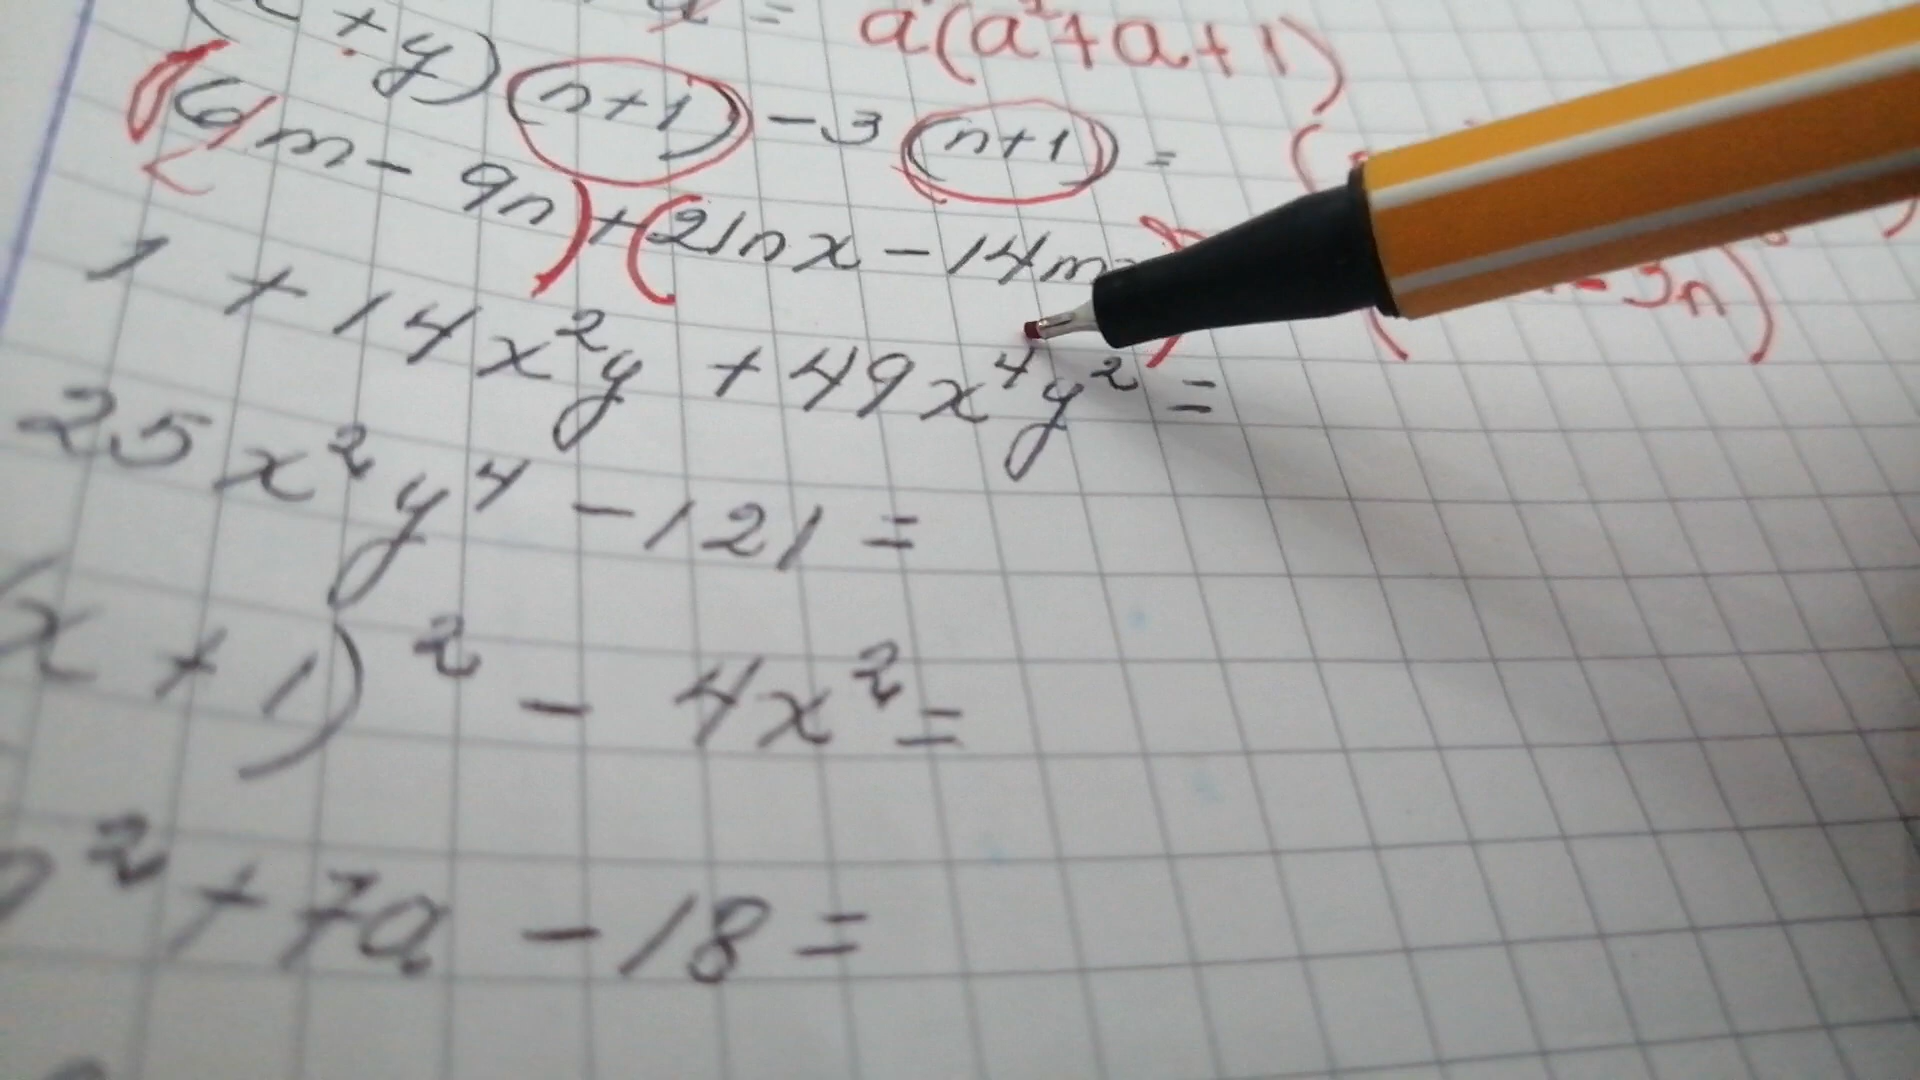 = a(a²+a+1)
+y)(n+1)-3(n+1)=
(6m-9n)+(21nx-14m -3n)
1+14x²y+49x⁴y²=
25x²y⁴-121=
(x+1)²-4x²=
²+7a-18=